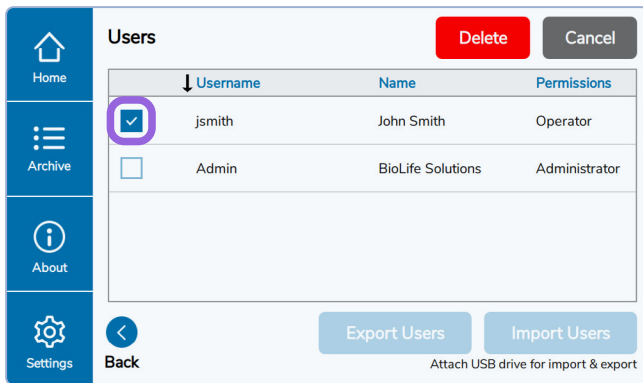 Users
Delete
Cancel
Home
Username Name Permissions
jsmith John Smith Operator
Admin BioLife Solutions Administrator
Archive
About
Settings
Back
Export Users
Import Users
Attach USB drive for import & export